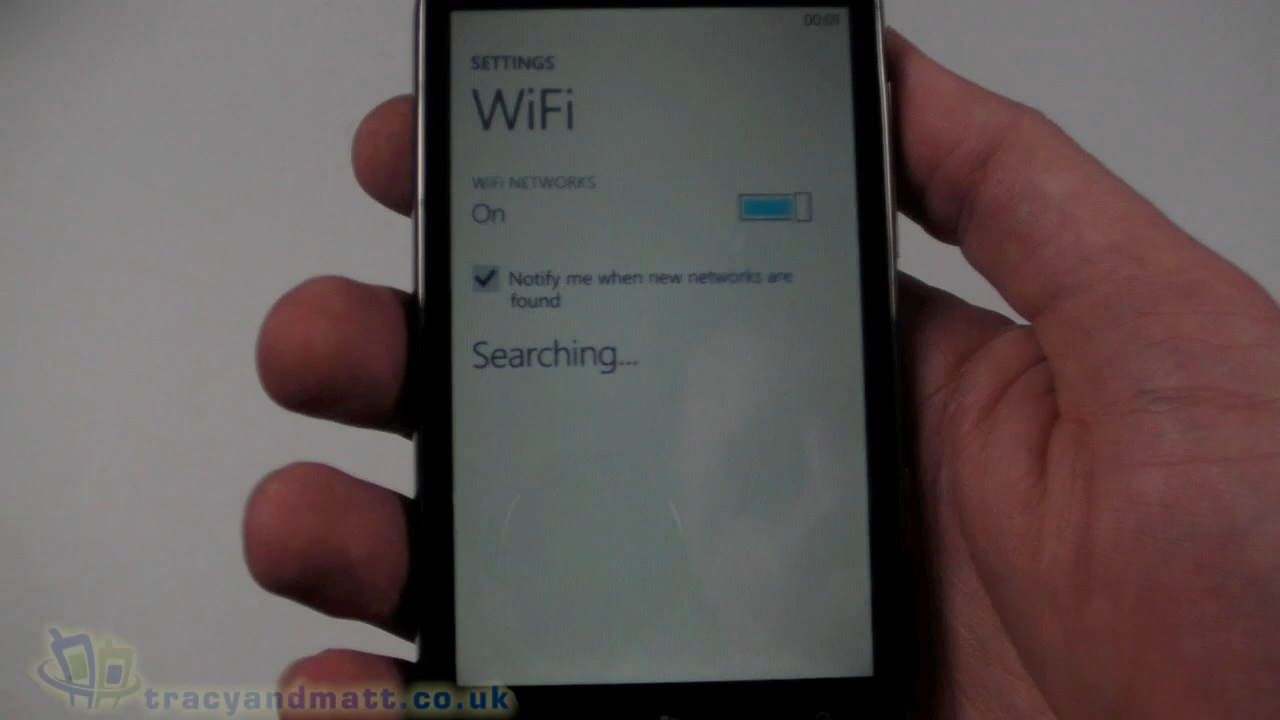 00:01
SETTINGS
WiFi
WiFi NETWORKS
On
Notify me when new networks are
found
Searching...
tracyandmatt.co.uk